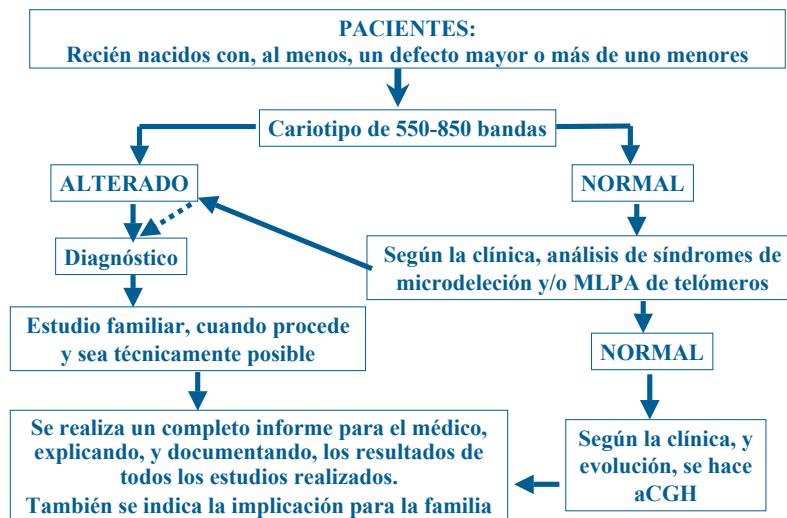 PACIENTES:
Recién nacidos con, al menos, un defecto mayor o más de uno menores
Cariotipo de 550-850 bandas
ALTERADO
NORMAL
Diagnóstico
Según la clínica, análisis de síndromes de
microdeleción y/o MLPA de telómeros
Estudio familiar, cuando procede
y sea técnicamente posible
NORMAL
Se realiza un completo informe para el médico,
explicando, y documentando, los resultados de
todos los estudios realizados.
También se indica la implicación para la familia
Según la clínica, y
evolución, se hace
aCGH